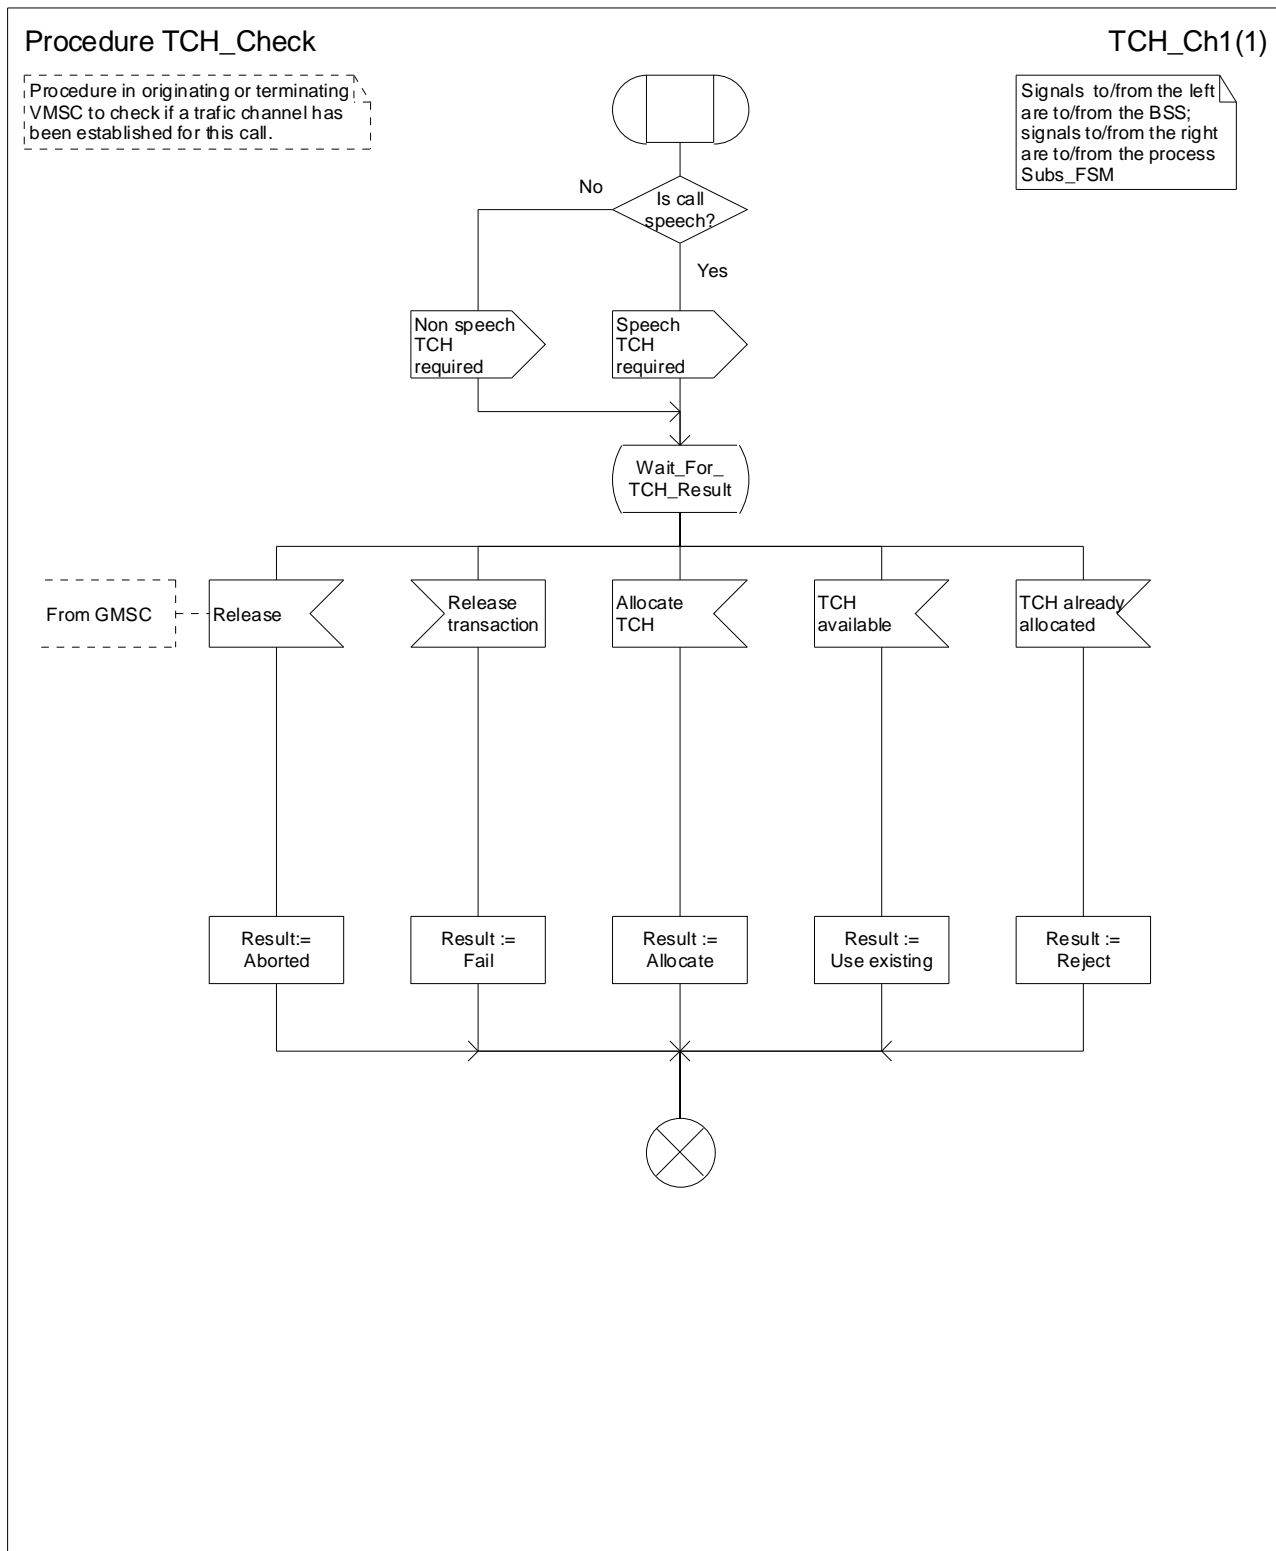 Procedure TCH_Check
TCH_Ch1(1)
Procedure in originating or terminating
VMSC to check if a trafic channel has
been established for this call.
Signals to/from the left
are to/from the BSS;
signals to/from the right
are to/from the process
Subs_FSM
Is call
speech?
No
Yes
Non speech
TCH
required
Speech
TCH
required
Wait_For_
TCH_Result
From GMSC
Release
Release
transaction
Allocate
TCH
TCH
available
TCH already
allocated
Result:=
Aborted
Result :=
Fail
Result :=
Allocate
Result :=
Use existing
Result :=
Reject